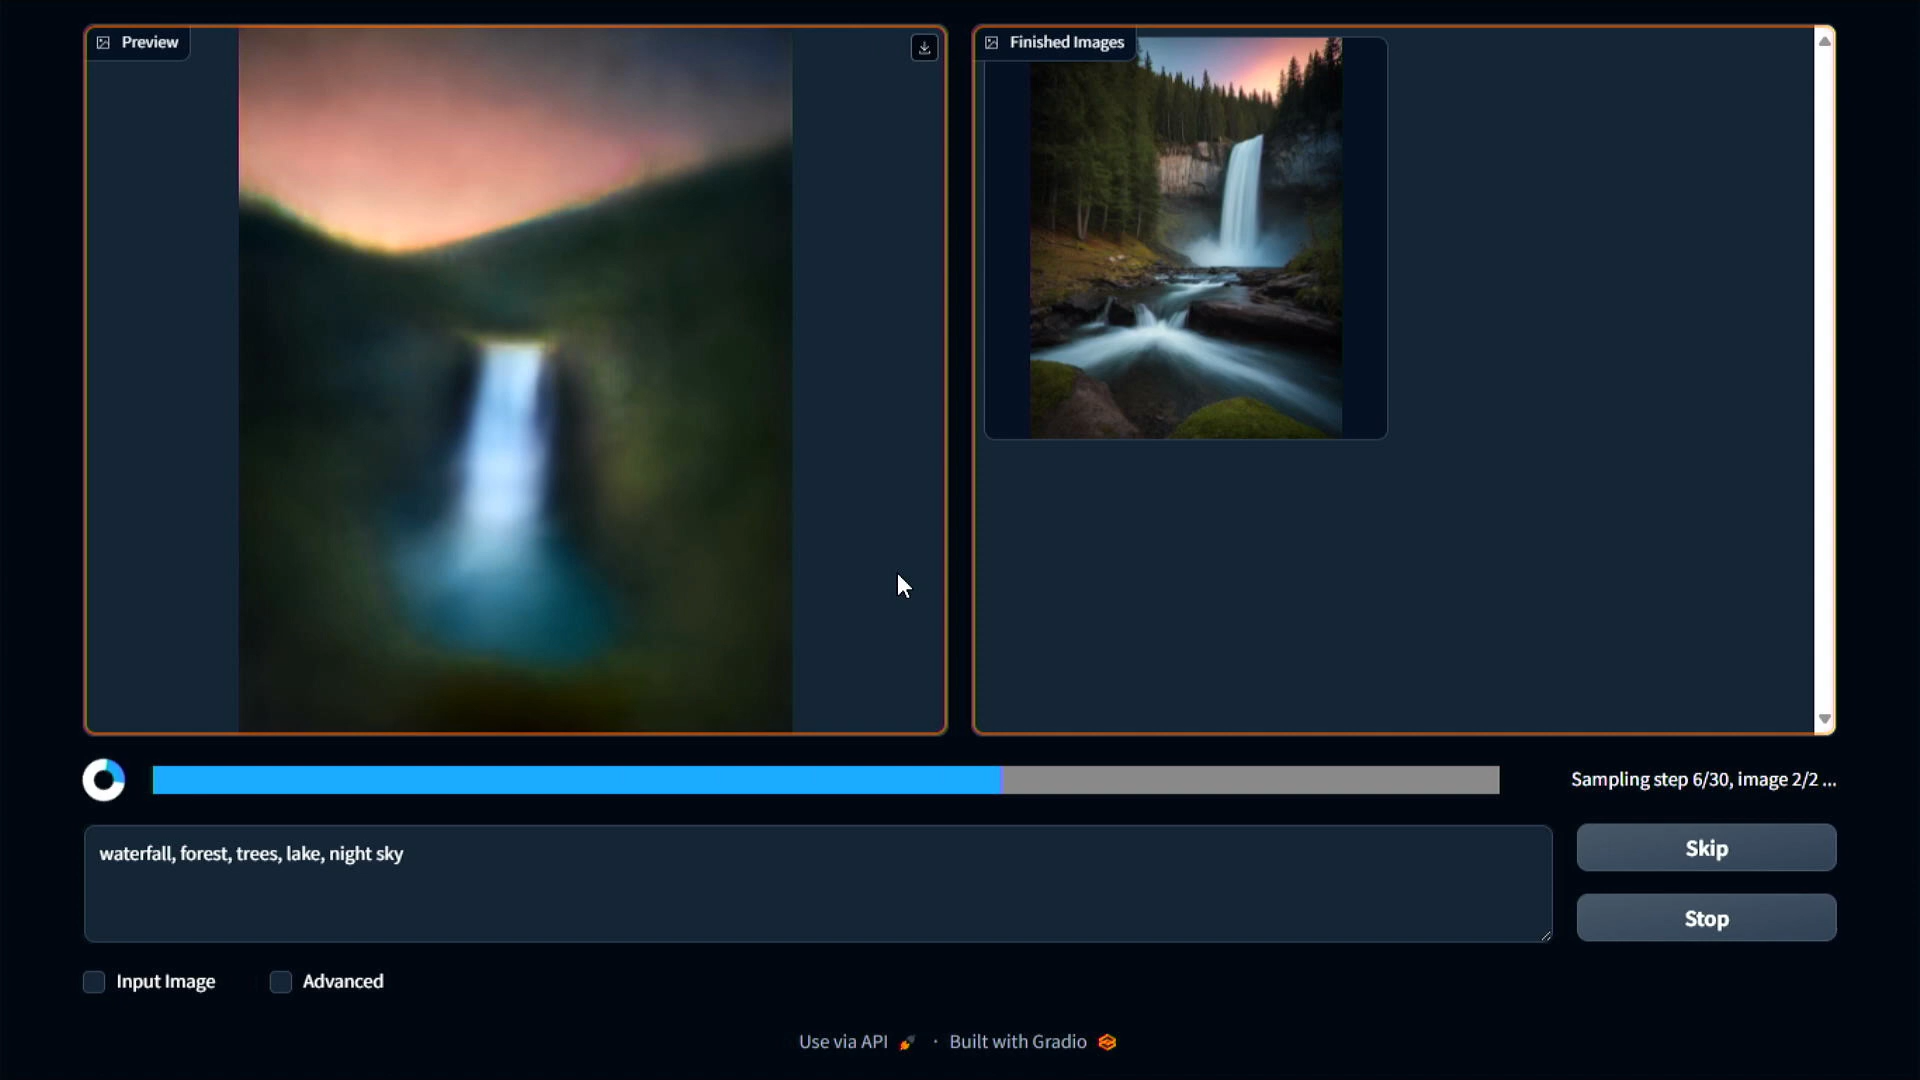 Preview
Finished Images
Sampling step 6/30, image 2/2 ...
waterfall, forest, trees, lake, night sky
Skip
Stop
Input Image
Advanced
Use via API · Built with Gradio